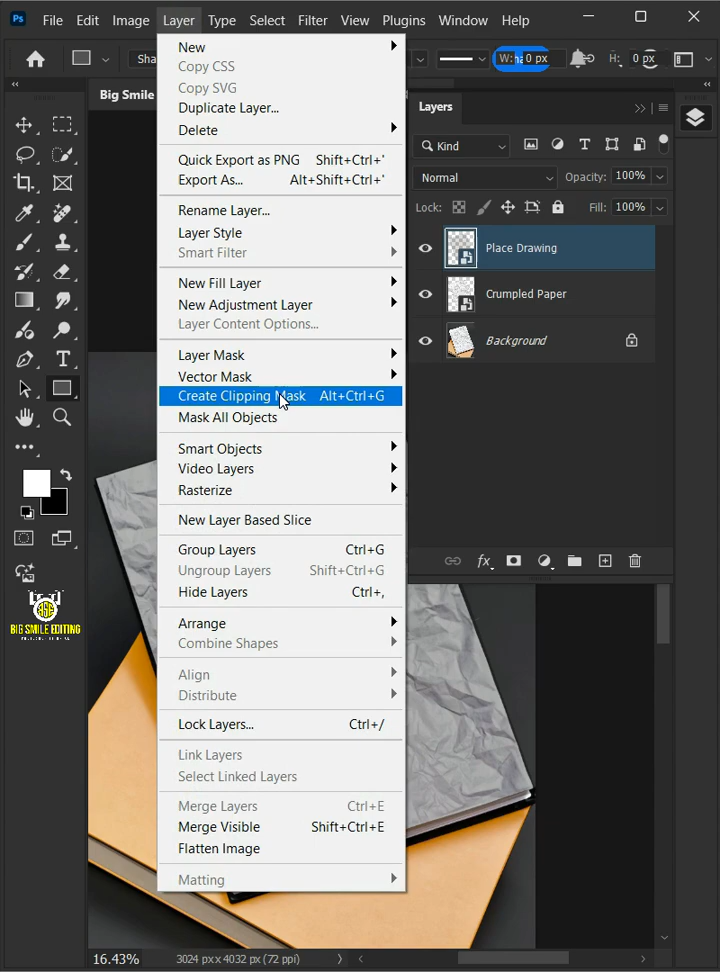 Ps File Edit Image Layer Type Select Filter View Plugins Window Help
Sha
W: 0 px H: 0 px
Big Smile
New
Copy CSS
Copy SVG
Duplicate Layer...
Delete
Quick Export as PNG Shift+Ctrl+'
Export As... Alt+Shift+Ctrl+'
Rename Layer...
Layer Style
Smart Filter
New Fill Layer
New Adjustment Layer
Layer Content Options...
Layer Mask
Vector Mask
Create Clipping Mask Alt+Ctrl+G
Mask All Objects
Smart Objects
Video Layers
Rasterize
New Layer Based Slice
Group Layers Ctrl+G
Ungroup Layers Shift+Ctrl+G
Hide Layers Ctrl+,
Arrange
Combine Shapes
Align
Distribute
Lock Layers... Ctrl+/
Link Layers
Select Linked Layers
Merge Layers Ctrl+E
Merge Visible Shift+Ctrl+E
Flatten Image
Matting
Layers
Kind
Normal Opacity: 100%
Lock: Fill: 100%
Place Drawing
Crumpled Paper
Background
fx
BIG SMILE EDITING
16.43% 3024 px x 4032 px (72 ppi)